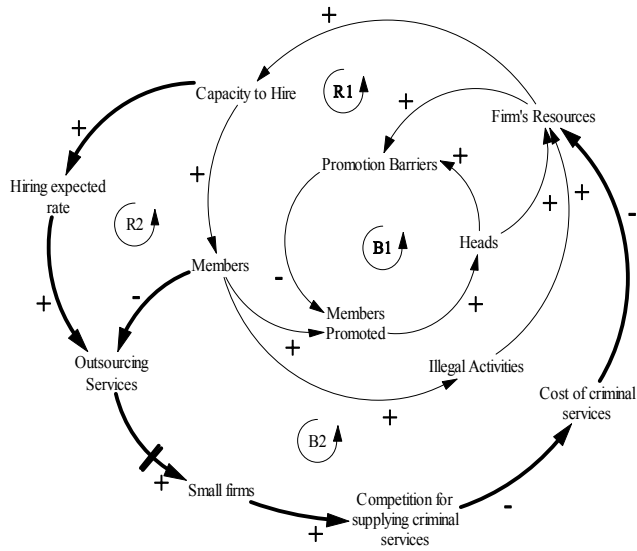 +
R1
Capacity to Hire
+
Firm's Resources
+
+
Promotion Barriers
+
+
Hiring expected
rate
+
+
+
-
R2
B1
Heads
Members
-
-
Members
Promoted
+
+
+
Outsourcing
Services
Illegal Activities
+
Cost of criminal
services
B2
+
Small firms
Competition for
supplying criminal
services
+
-